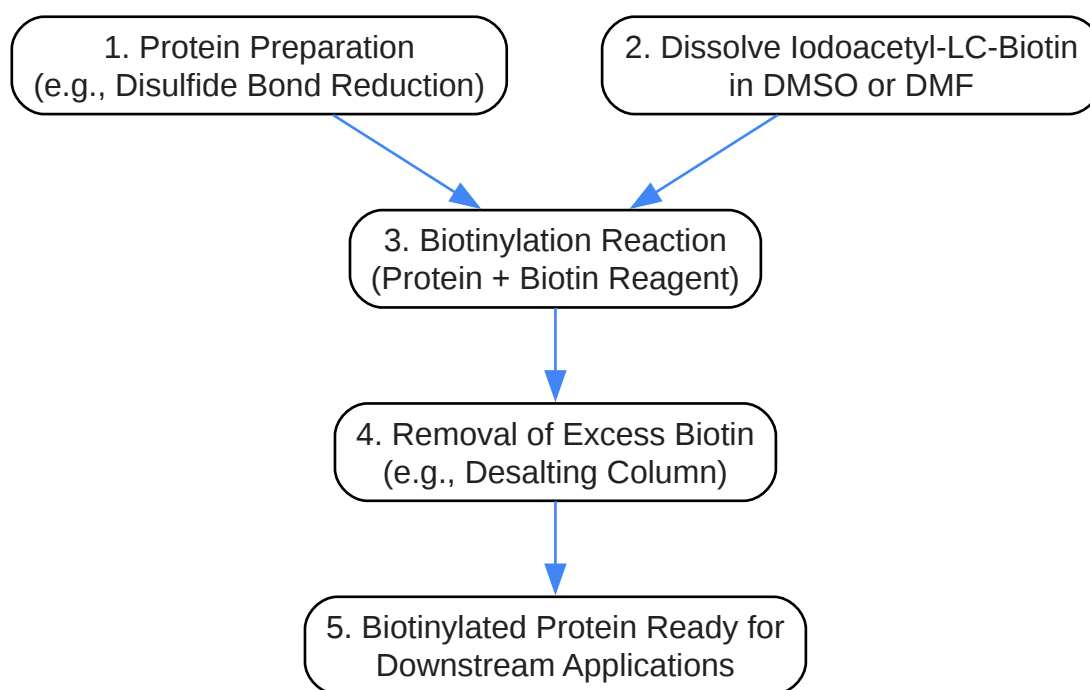 1. Protein Preparation
(e.g., Disulfide Bond Reduction)
2. Dissolve Iodoacetyl-LC-Biotin
in DMSO or DMF
3. Biotinylation Reaction
(Protein + Biotin Reagent)
4. Removal of Excess Biotin
(e.g., Desalting Column)
5. Biotinylated Protein Ready for
Downstream Applications